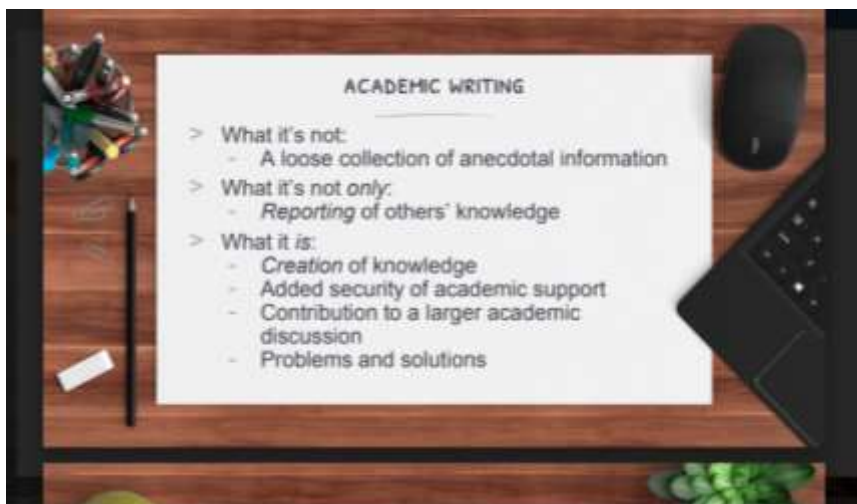 ACADEMIC WRITING
> What it's not:
- A loose collection of anecdotal information
> What it's not only:
- Reporting of others' knowledge
> What it is:
- Creation of knowledge
- Added security of academic support
- Contribution to a larger academic
discussion
- Problems and solutions